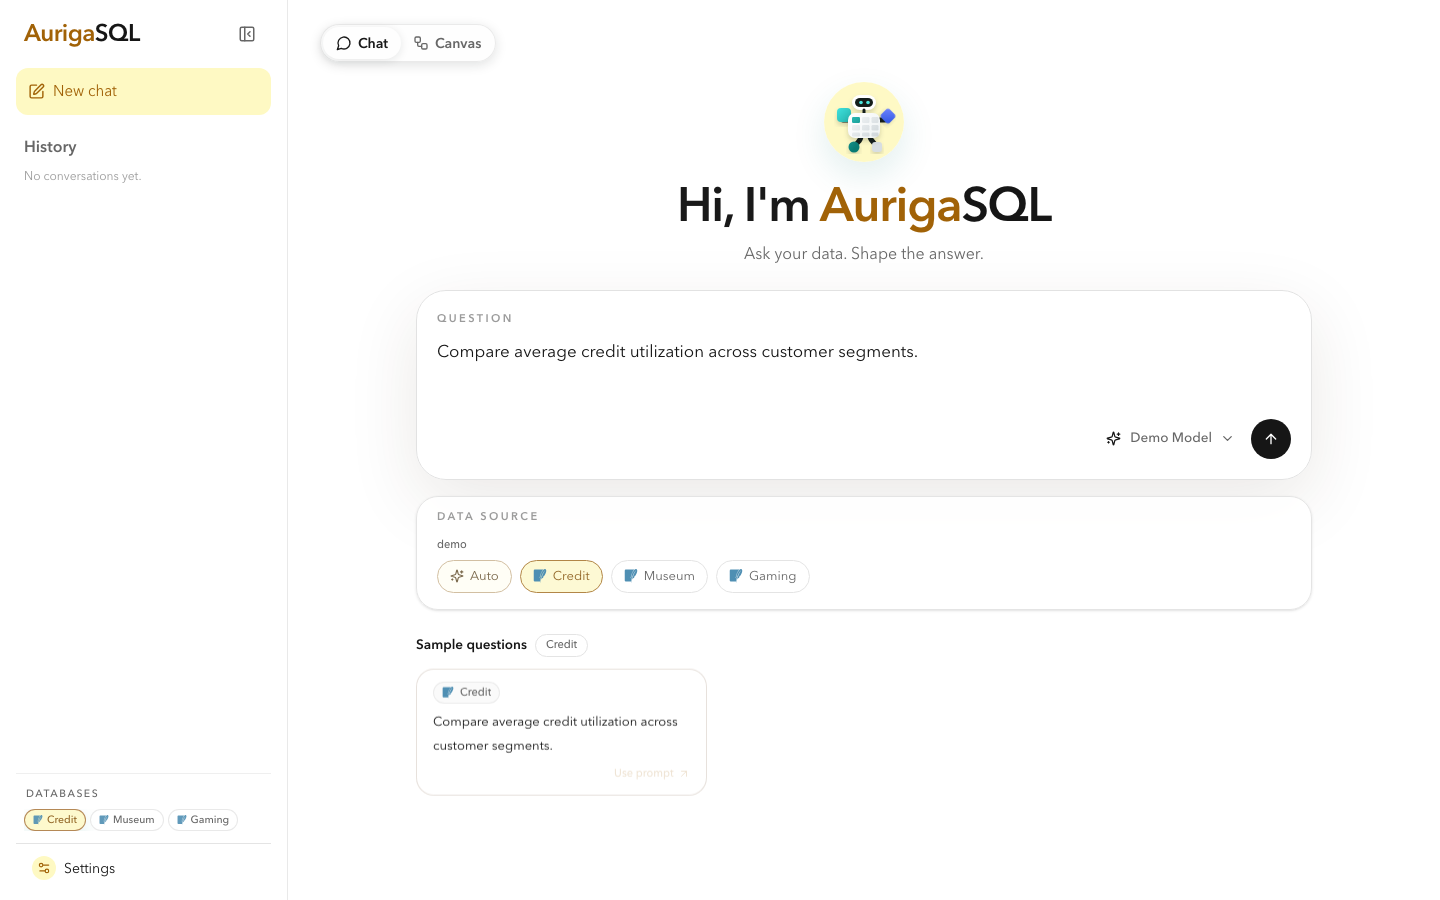 AurigaSQL
New chat
History
No conversations yet.
DATABASES
Credit
Museum
Gaming
Settings
Chat
Canvas
Hi, I'm AurigaSQL
Ask your data. Shape the answer.
QUESTION
Compare average credit utilization across customer segments.
Demo Model
DATA SOURCE
demo
Auto
Credit
Museum
Gaming
Sample questions
Credit
Credit
Compare average credit utilization across
customer segments.
Use prompt